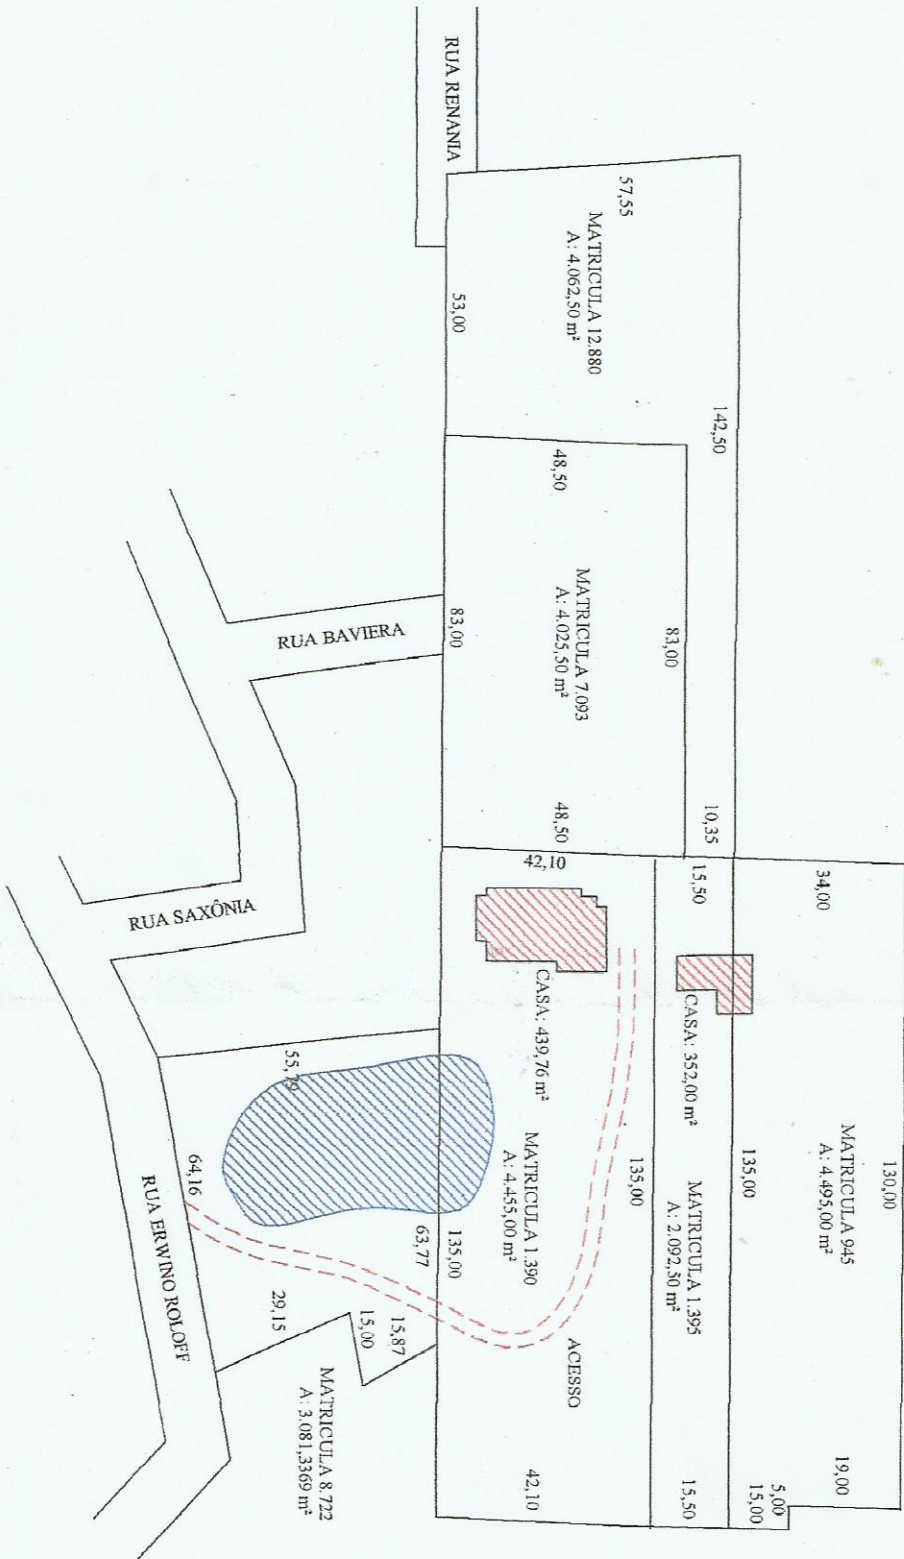 RUA RENANIA
57,55
MATRICULA 12.880
A: 4.062,50 m²
53,00
142,50
48,50
MATRICULA 7.093
A: 4.025,50 m²
83,00
83,00
48,50
10,35
RUA BAVIERA
RUA SAXÔNIA
RUA ERWINO ROLOFF
42,10
15,50
34,00
CASA: 439,76 m²
CASA: 352,00 m²
MATRICULA 1.390
A: 4.455,00 m²
135,00
MATRICULA 1.395
A: 2.092,50 m²
135,00
MATRICULA 945
A: 4.495,00 m²
130,00
55,79
64,16
63,77
135,00
29,15
15,00
15,87
ACESSO
MATRICULA 8.722
A: 3.081,3369 m²
42,10
15,50
5,00
15,00
19,00